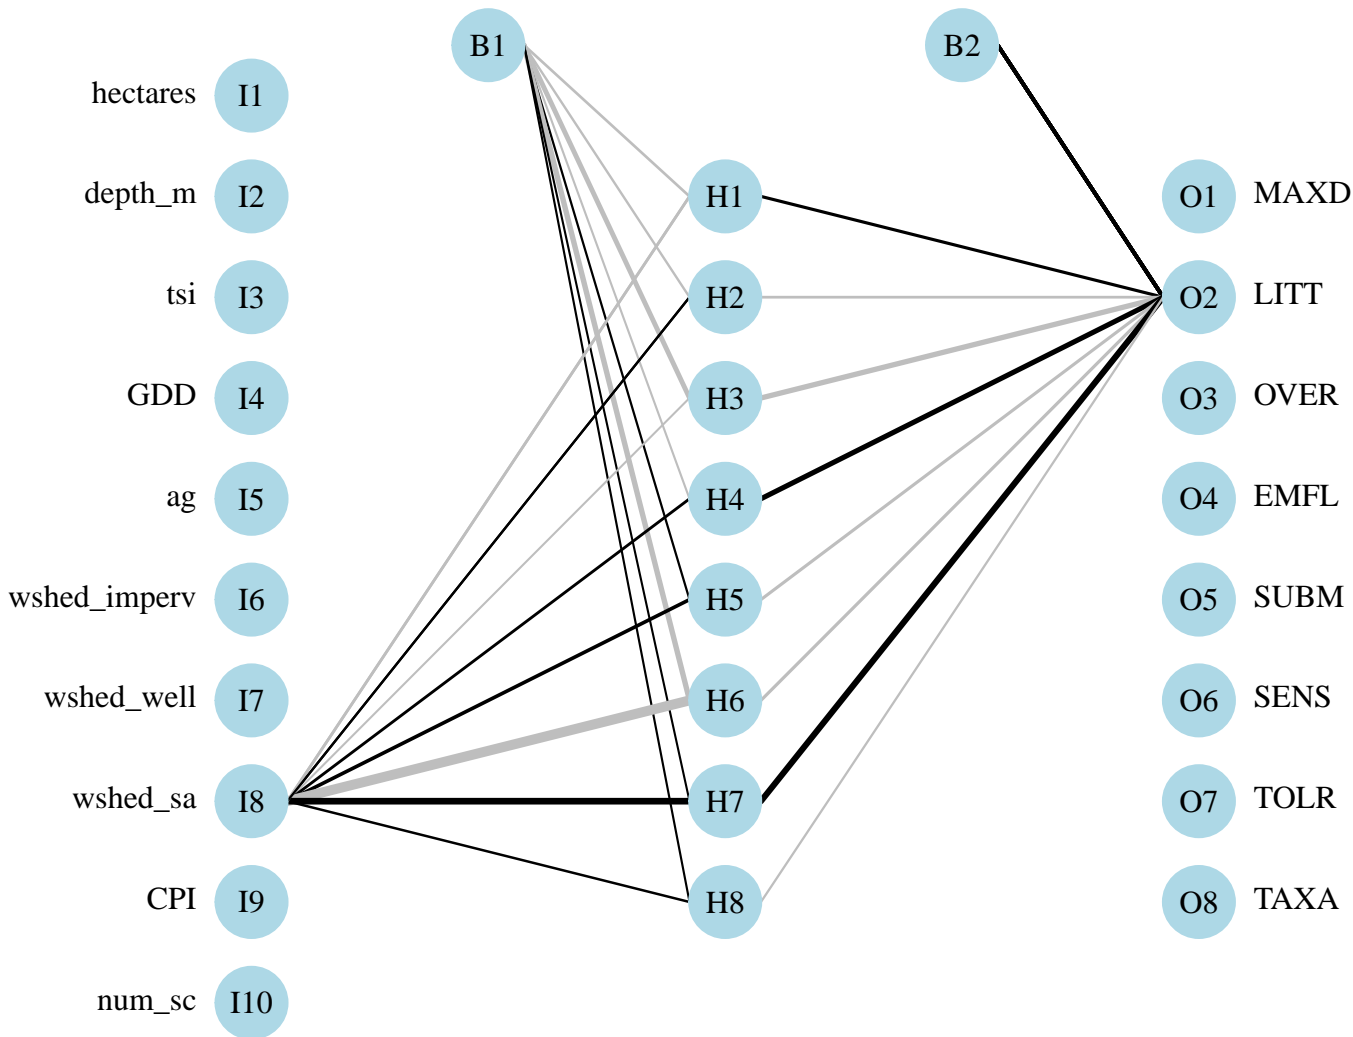 B1 B2
hectares I1
depth_m I2 H1 O1 MAXD
tsi I3 H2 O2 LITT
GDD I4 H3 O3 OVER
ag I5 H4 O4 EMFL
wshed_imperv I6 H5 O5 SUBM
wshed_well I7 H6 O6 SENS
wshed_sa I8 H7 O7 TOLR
CPI I9 H8 O8 TAXA
num_sc I10